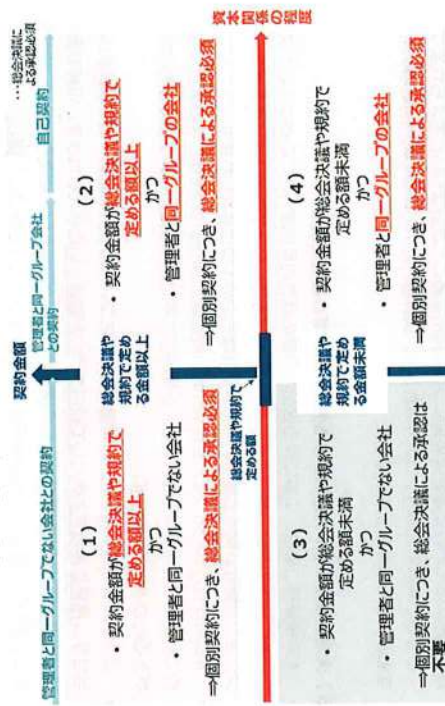 …総会決議に
よる承認必須
契約金額
管理者と同一グループでない会社との契約
管理者と同一グループ会社
との契約
自己契約
(1)
・ 契約金額が総会決議や規約で
定める額以上
かつ
・ 管理者と同一グループでない会社
⇒個別契約につき、総会決議による承認必須
総会決議や
規約で定め
る金額以上
(2)
・ 契約金額が総会決議や規約で
定める額以上
かつ
・ 管理者と同一グループの会社
⇒個別契約につき、総会決議による承認必須
総会決議や規約で
定める額
資本関係の程度
(3)
・ 契約金額が総会決議や規約で
定める額未満
かつ
・ 管理者と同一グループでない会社
⇒個別契約につき、総会決議による承認は
不要
総会決議や
規約で定め
る金額未満
(4)
・ 契約金額が総会決議や規約で
定める額未満
かつ
・ 管理者と同一グループの会社
⇒個別契約につき、総会決議による承認必須